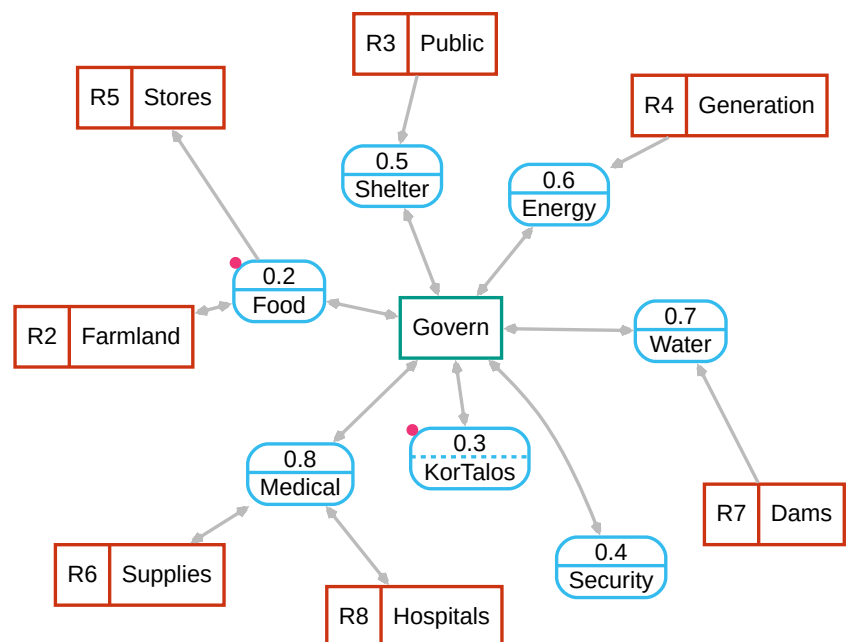 R3 Public
R5 Stores
R4 Generation
0.5
Shelter
0.6
Energy
0.2
Food
R2 Farmland
Govern
0.7
Water
0.3
KorTalos
0.8
Medical
R7 Dams
0.4
Security
R6 Supplies
R8 Hospitals